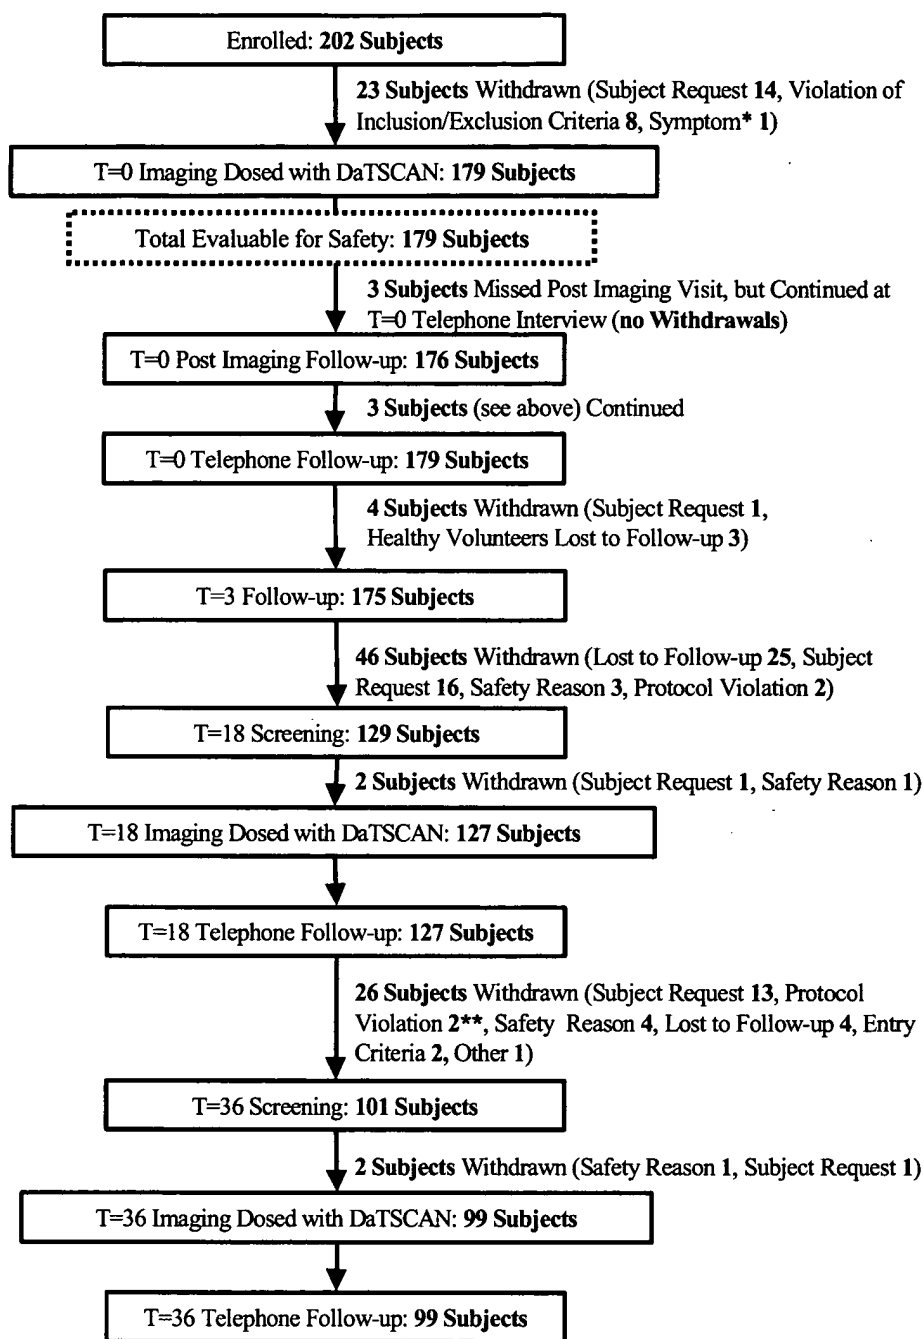 Enrolled: 202 Subjects
23 Subjects Withdrawn (Subject Request 14, Violation of
Inclusion/Exclusion Criteria 8, Symptom* 1)
T=0 Imaging Dosed with DaTSCAN: 179 Subjects
Total Evaluable for Safety: 179 Subjects
3 Subjects Missed Post Imaging Visit, but Continued at
T=0 Telephone Interview (no Withdrawals)
T=0 Post Imaging Follow-up: 176 Subjects
3 Subjects (see above) Continued
T=0 Telephone Follow-up: 179 Subjects
4 Subjects Withdrawn (Subject Request 1,
Healthy Volunteers Lost to Follow-up 3)
T=3 Follow-up: 175 Subjects
46 Subjects Withdrawn (Lost to Follow-up 25, Subject
Request 16, Safety Reason 3, Protocol Violation 2)
T=18 Screening: 129 Subjects
2 Subjects Withdrawn (Subject Request 1, Safety Reason 1)
T=18 Imaging Dosed with DaTSCAN: 127 Subjects
T=18 Telephone Follow-up: 127 Subjects
26 Subjects Withdrawn (Subject Request 13, Protocol
Violation 2**, Safety Reason 4, Lost to Follow-up 4, Entry
Criteria 2, Other 1)
T=36 Screening: 101 Subjects
2 Subjects Withdrawn (Safety Reason 1, Subject Request 1)
T=36 Imaging Dosed with DaTSCAN: 99 Subjects
T=36 Telephone Follow-up: 99 Subjects